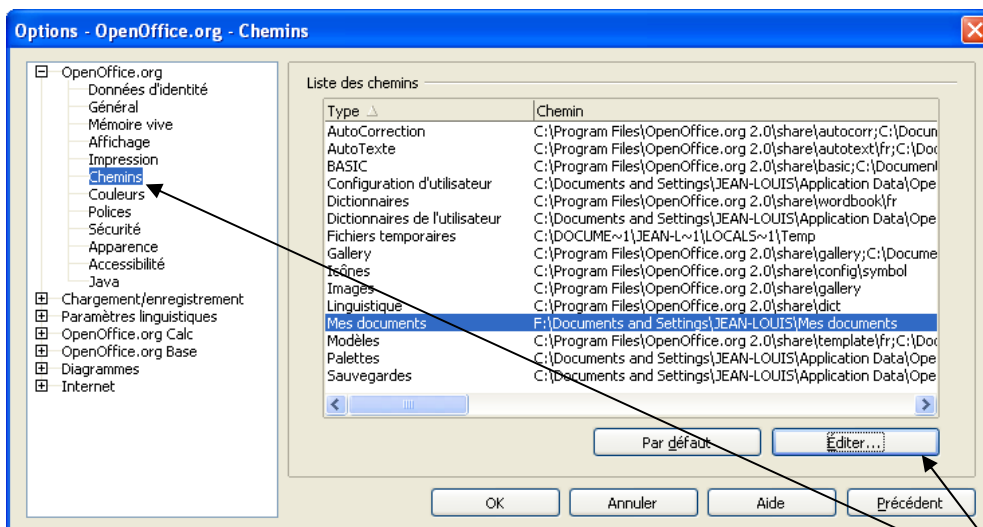 Options - OpenOffice.org - Chemins
OpenOffice.org
Données d'identité
Général
Mémoire vive
Affichage
Impression
Chemins
Couleurs
Polices
Sécurité
Apparence
Accessibilité
Java
Chargement/enregistrement
Paramètres linguistiques
OpenOffice.org Calc
OpenOffice.org Base
Diagrammes
Internet
Liste des chemins
Type Chemin
AutoCorrection C:\Program Files\OpenOffice.org 2.0\share\autocorr;C:\Docun
AutoTexte C:\Program Files\OpenOffice.org 2.0\share\autotext\fr;C:\Doc
BASIC C:\Program Files\OpenOffice.org 2.0\share\basic;C:\Document
Configuration d'utilisateur C:\Documents and Settings\JEAN-LOUIS\Application Data\Ope
Dictionnaires C:\Program Files\OpenOffice.org 2.0\share\wordbook\fr
Dictionnaires de l'utilisateur C:\Documents and Settings\JEAN-LOUIS\Application Data\Ope
Fichiers temporaires C:\DOCUME~1\JEAN-L~1\LOCALS~1\Temp
Gallery C:\Program Files\OpenOffice.org 2.0\share\gallery;C:\Docume
Icônes C:\Program Files\OpenOffice.org 2.0\share\config\symbol
Images C:\Program Files\OpenOffice.org 2.0\share\gallery
Linguistique C:\Program Files\OpenOffice.org 2.0\share\dict
Mes documents F:\Documents and Settings\JEAN-LOUIS\Mes documents
Modèles C:\Program Files\OpenOffice.org 2.0\share\template\fr;C:\Doc
Palettes C:\Documents and Settings\JEAN-LOUIS\Application Data\Ope
Sauvegardes C:\Documents and Settings\JEAN-LOUIS\Application Data\Ope
Par défaut Éditer...
OK Annuler Aide Précédent